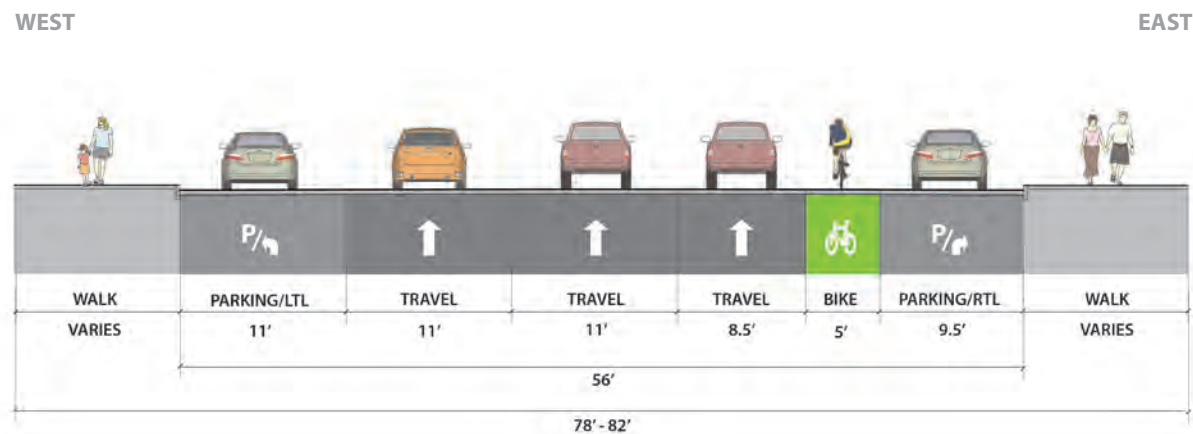 WEST EAST
P/ P/
WALK PARKING/LTL TRAVEL TRAVEL TRAVEL BIKE PARKING/RTL WALK
VARIES 11' 11' 11' 8.5' 5' 9.5' VARIES
56'
78' - 82'